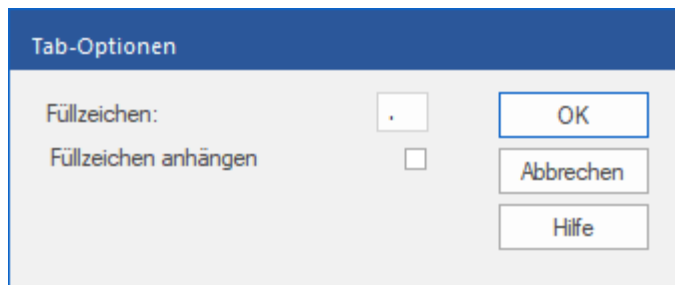 Tab-Optionen
Füllzeichen: .
OK
Füllzeichen anhängen
Abbrechen
Hilfe